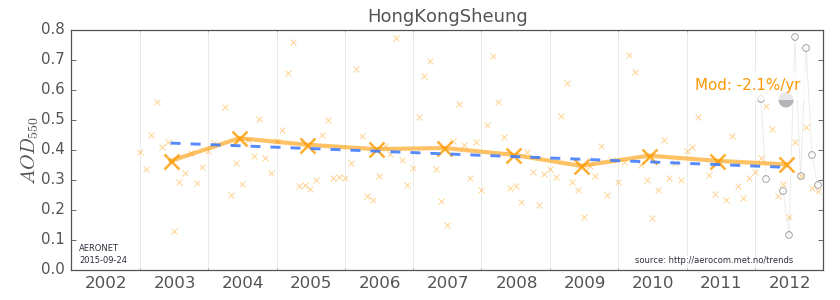 HongKongSheung
0.8
0.7
0.6
0.5
0.4
0.3
0.2
0.1
0.0
AOD550
Mod: -2.1%/yr
AERONET
2015-09-24
source: http://aerocom.met.no/trends
2002 2003 2004 2005 2006 2007 2008 2009 2010 2011 2012